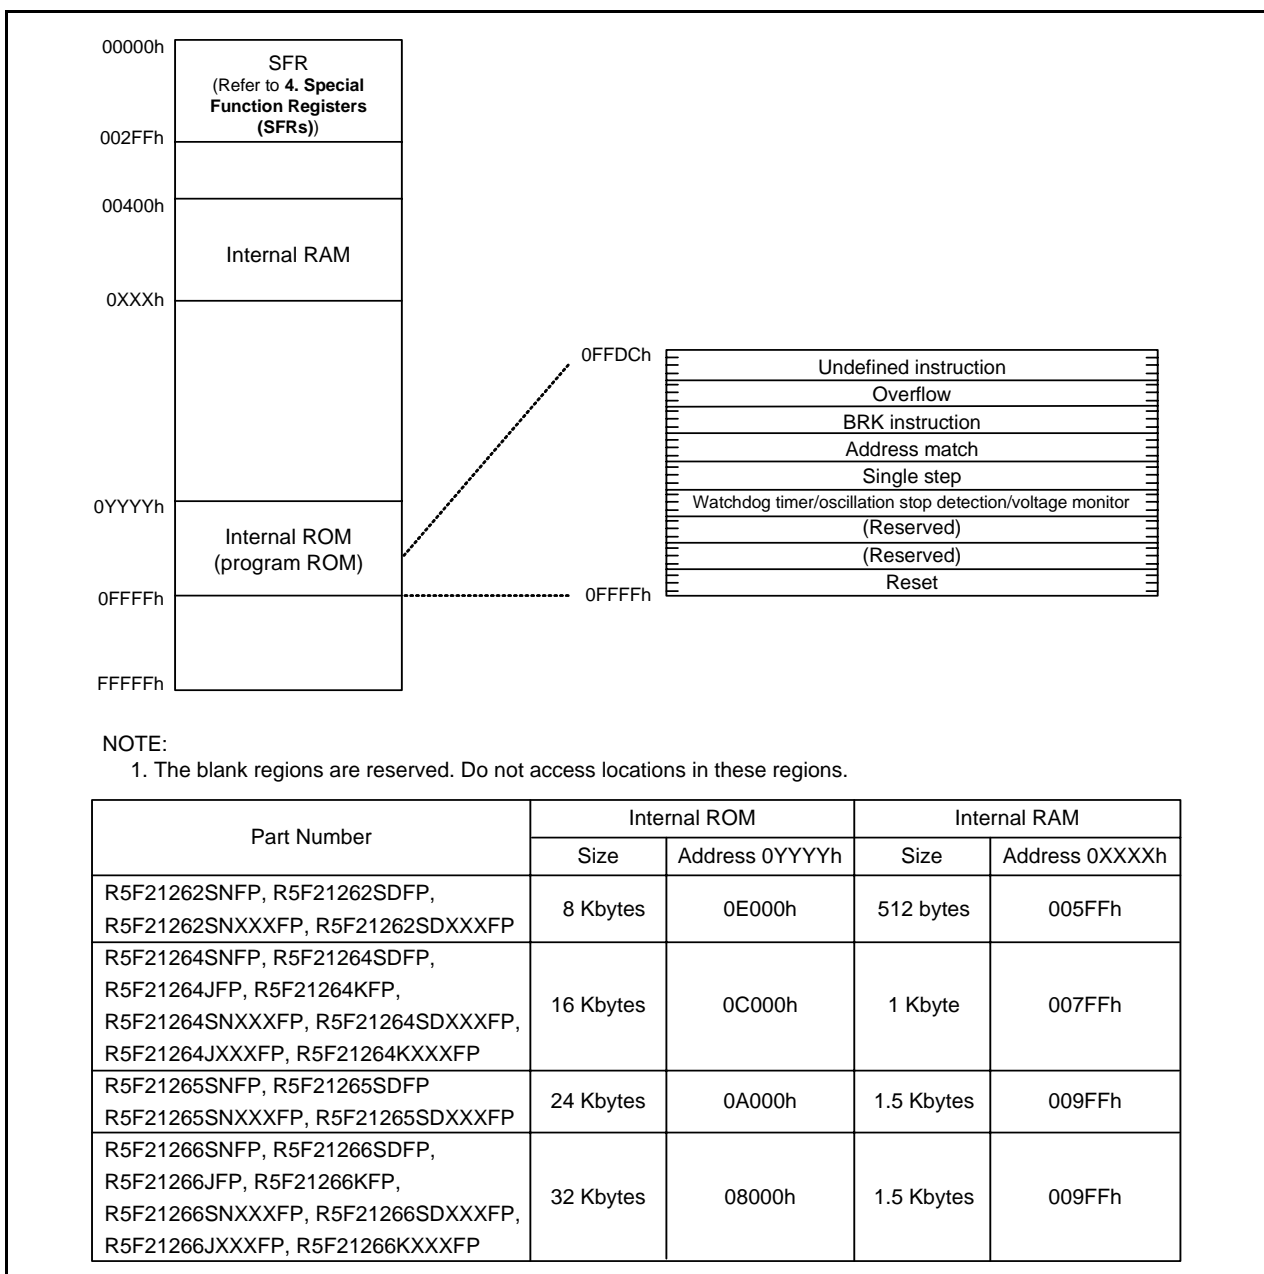 00000h
SFR
(Refer to 4. Special
Function Registers
(SFRs))
002FFh
00400h
Internal RAM
0XXXh
0YYYYh
Internal ROM
(program ROM)
0FFFFh
FFFFFh
0FFDCh
Undefined instruction
Overflow
BRK instruction
Address match
Single step
Watchdog timer/oscillation stop detection/voltage monitor
(Reserved)
(Reserved)
Reset
0FFFFh
NOTE:
1. The blank regions are reserved. Do not access locations in these regions.
Part Number
Internal ROM
Internal RAM
Size
Address 0YYYYh
Size
Address 0XXXXh
R5F21262SNFP, R5F21262SDFP,
R5F21262SNXXXFP, R5F21262SDXXXFP
8 Kbytes
0E000h
512 bytes
005FFh
R5F21264SNFP, R5F21264SDFP,
R5F21264JFP, R5F21264KFP,
R5F21264SNXXXFP, R5F21264SDXXXFP,
R5F21264JXXXFP, R5F21264KXXXFP
16 Kbytes
0C000h
1 Kbyte
007FFh
R5F21265SNFP, R5F21265SDFP
R5F21265SNXXXFP, R5F21265SDXXXFP
24 Kbytes
0A000h
1.5 Kbytes
009FFh
R5F21266SNFP, R5F21266SDFP,
R5F21266JFP, R5F21266KFP,
R5F21266SNXXXFP, R5F21266SDXXXFP,
R5F21266JXXXFP, R5F21266KXXXFP
32 Kbytes
08000h
1.5 Kbytes
009FFh